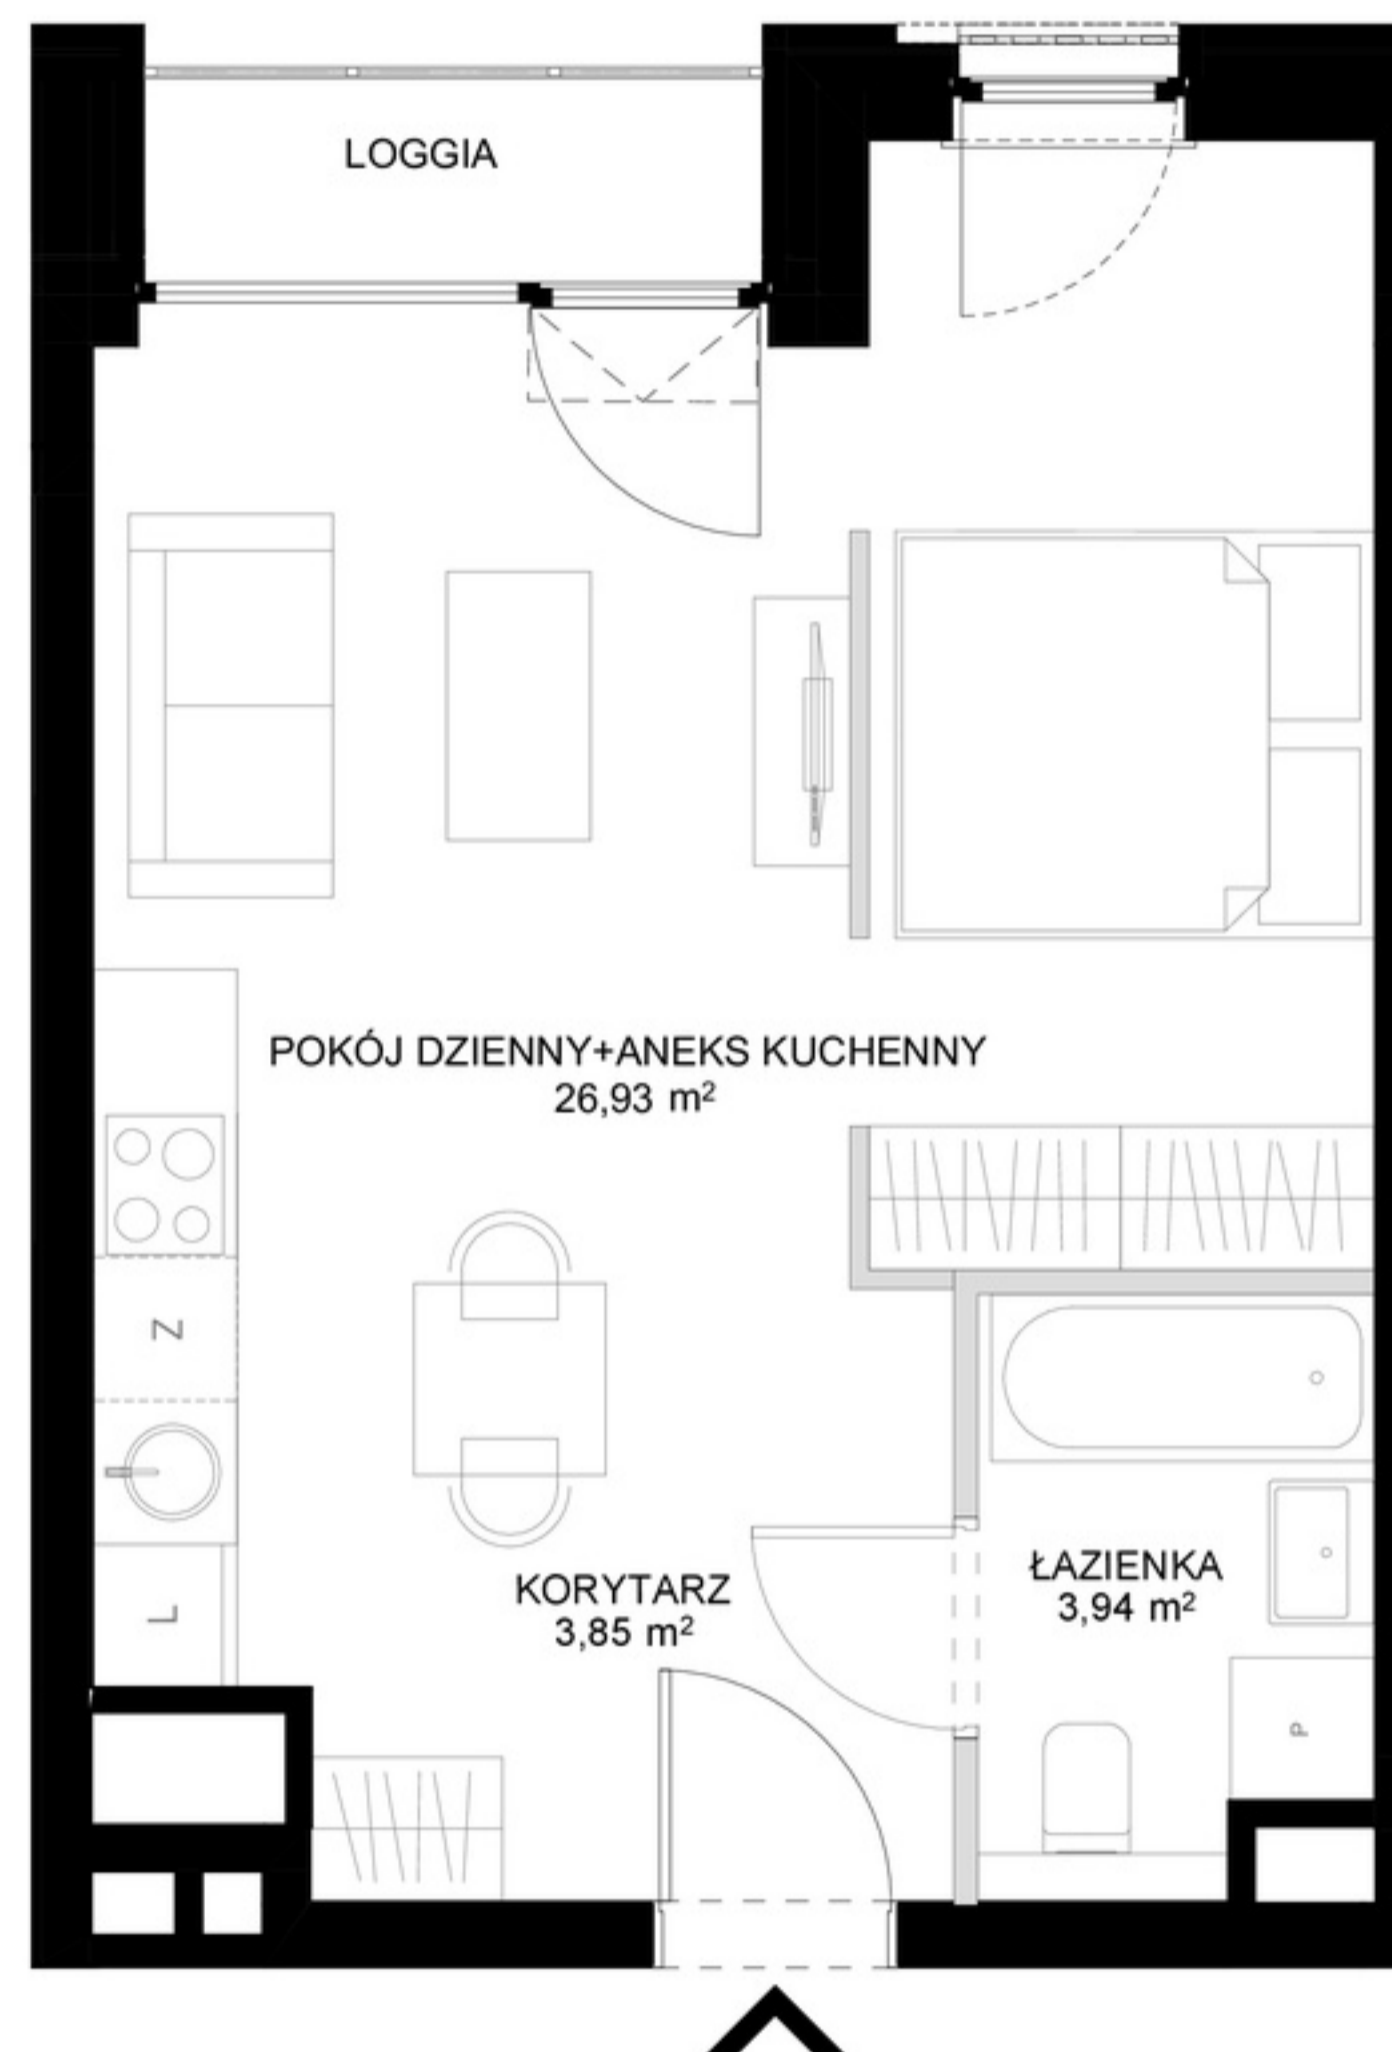 LOGGIA
POKÓJ DZIENNY+ANEKS KUCHENNY
26,93 m²
Z
L
KORYTARZ
3,85 m²
ŁAZIENKA
3,94 m²
P